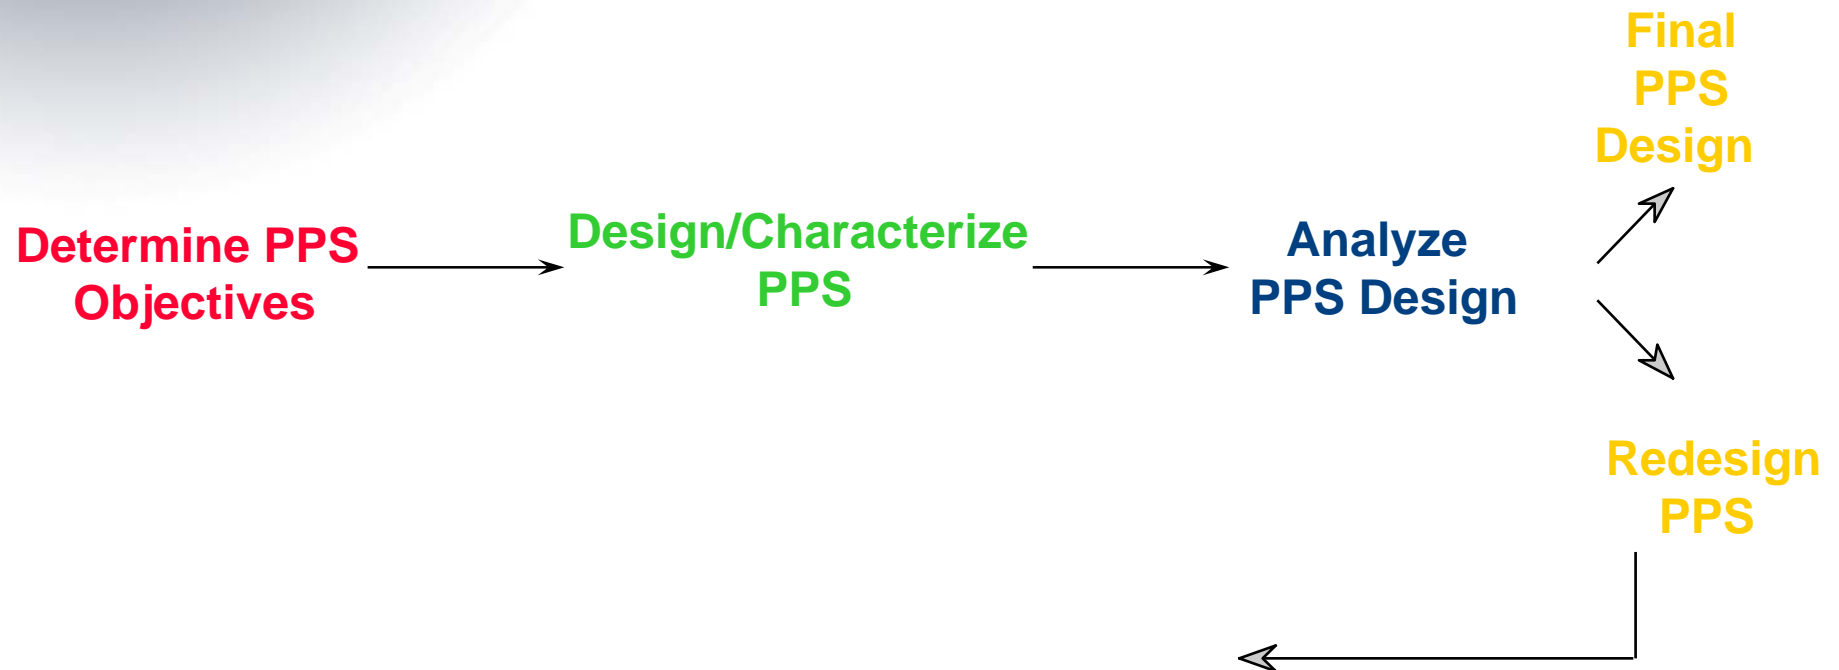 Determine PPS
Objectives
Design/Characterize
PPS
Analyze
PPS Design
Final
PPS
Design
Redesign
PPS